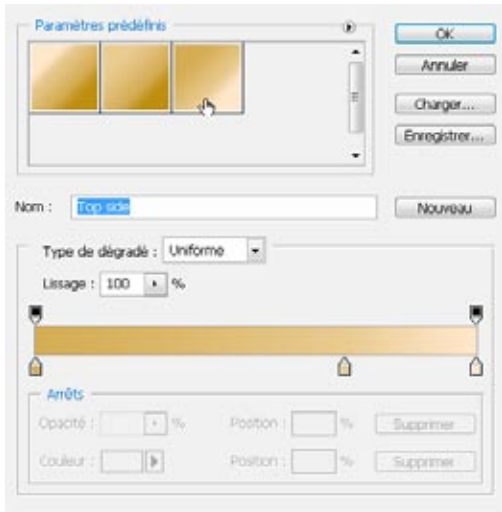 Paramètres prédéfinis
OK
Annuler
Charger...
Enregistrer...
Nom : Top side
Nouveau
Type de dégradé : Uniforme
Lissage : 100 %
Arrêts
Opacité : % Position : % Supprimer
Couleur : Position : % Supprimer